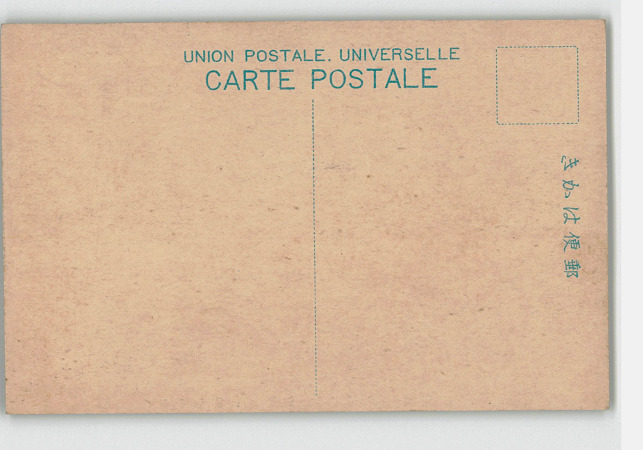 UNION POSTALE. UNIVERSELLE
CARTE POSTALE
きかは便郵